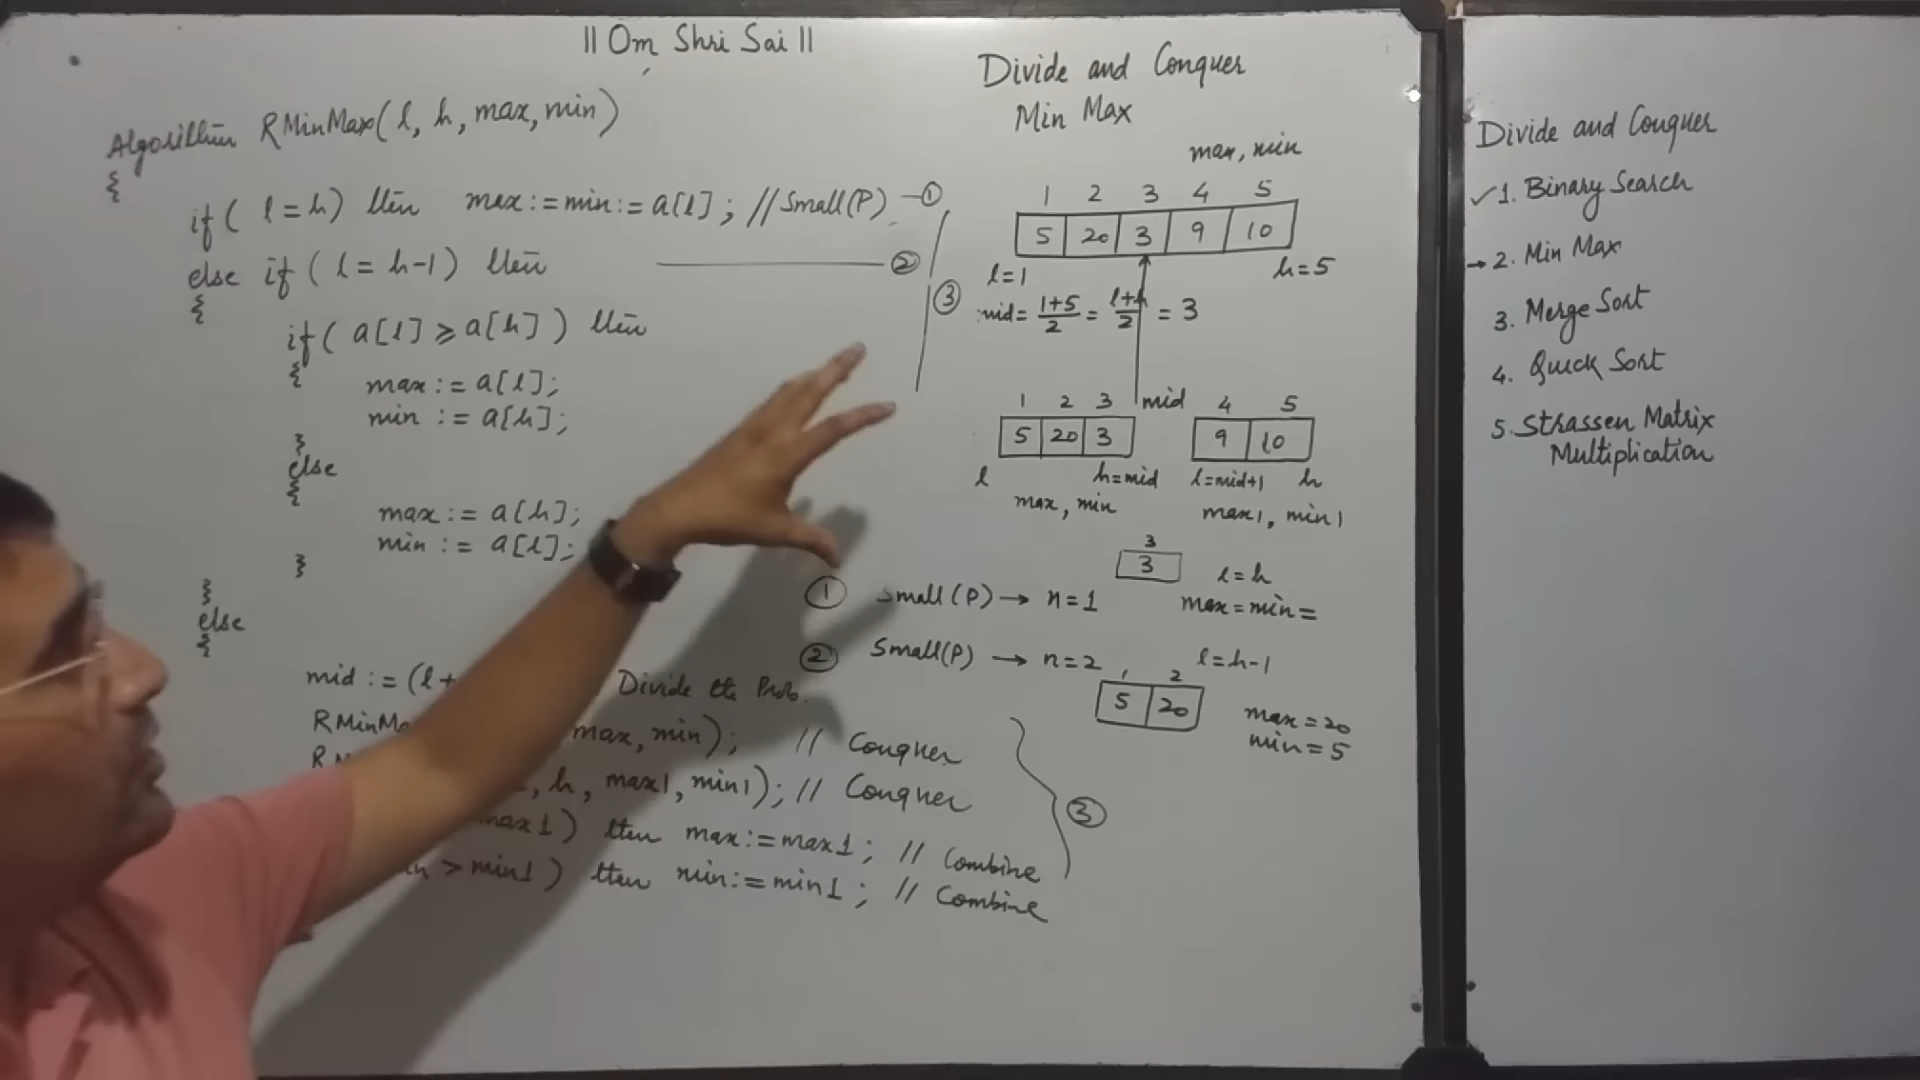 || Om Shri Sai ||
Algorithm RMinMax(l, h, max, min)
{
if( l=h) then max:=min:= a[l]; //Small(P) - ①
else if ( l = h-1) then ②
{
③
if( a[l] ⩾ a[h] ) then
{ max := a[l];
min := a[h];
}
else
{
max := a[h];
min := a[l];
}
}
else
{
mid := (l+ Divide the Prob.
RMinMa max, min); // Conquer
h, max1, min1); // Conquer
max1) then max:=max1; // Combine
> min1) then min:=min1; // Combine
③
Divide and Conquer
Min Max
max, min
1 2 3 4 5
5 20 3 9 10
l=1 h=5
mid= 1+5/2 = l+h/2 = 3
1 2 3 mid 4 5
5 20 3 9 10
l h=mid l=mid+1 h
max, min max1, min1
3
3 l=h
① Small(P) → n=1 max=min=
② Small(P) → n=2 l=h-1
1 2
5 20
max=20
min=5
Divide and Conquer
✓1. Binary Search
→2. Min Max
3. Merge Sort
4. Quick Sort
5. Strassen Matrix
Multiplication